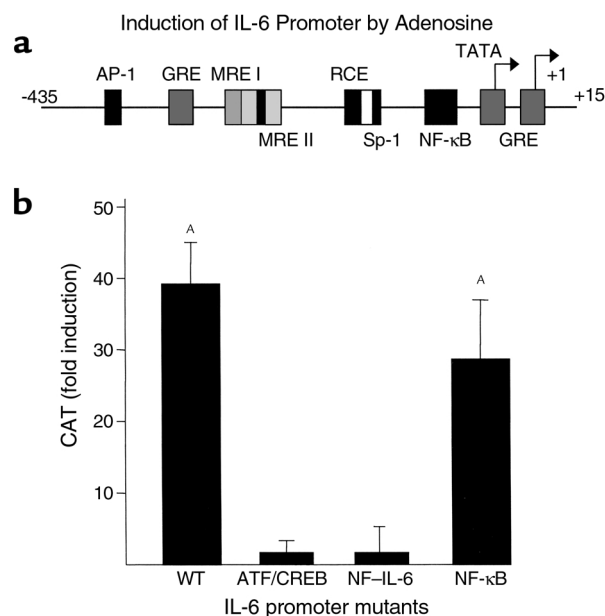 Induction of IL-6 Promoter by Adenosine
a
TATA
AP-1 GRE MRE I RCE +1
-435 +15
MRE II Sp-1 NF-κB GRE
b
50
A
A
40
30
20
10
CAT (fold induction)
WT ATF/CREB NF–IL-6 NF-κB
IL-6 promoter mutants